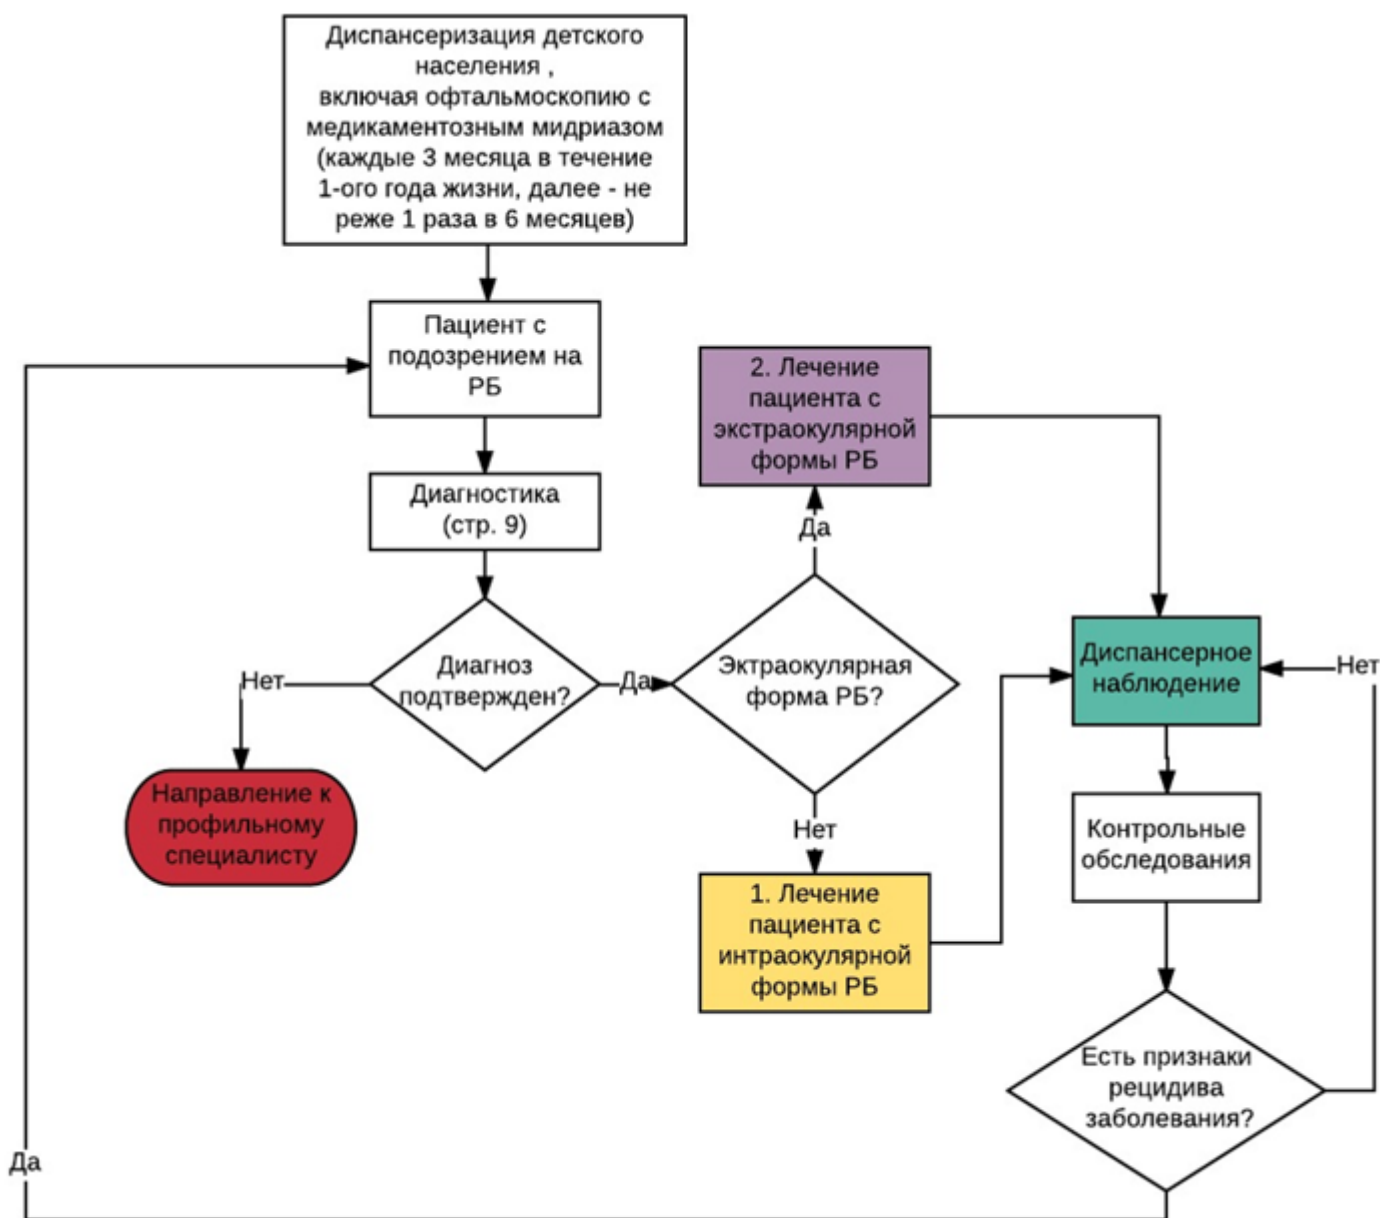 Диспансеризация детского
населения ,
включая офтальмоскопию с
медикаментозным мидриазом
(каждые 3 месяца в течение
1-ого года жизни, далее - не
реже 1 раза в 6 месяцев)
Пациент с
подозрением на
РБ
Диагностика
(стр. 9)
Диагноз
подтвержден?
Нет
Направление к
профильному
специалисту
Да
Эктраокулярная
форма РБ?
Да
2. Лечение
пациента с
экстраокулярной
формы РБ
Нет
1. Лечение
пациента с
интраокулярной
формы РБ
Диспансерное
наблюдение
Контрольные
обследования
Есть признаки
рецидива
заболевания?
Нет
Да